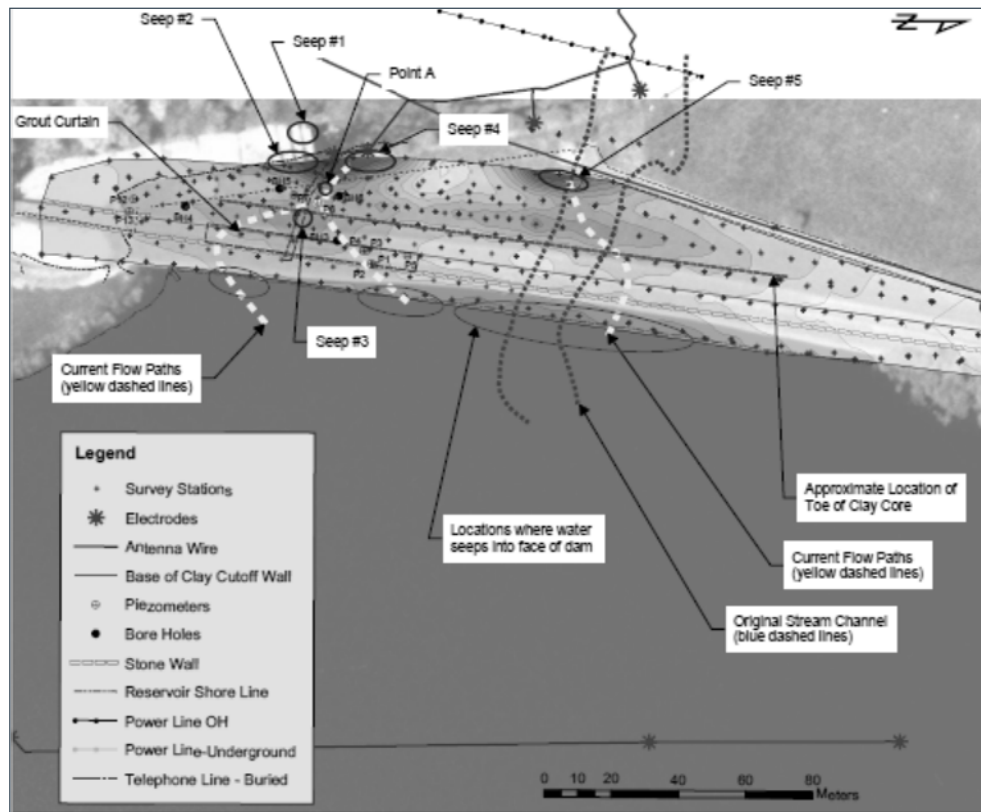 Seep #2
Seep #1
Z
Point A
Seep #5
Grout Curtain
Seep #4
Seep #3
Current Flow Paths
(yellow dashed lines)
Legend
Survey Stations
Electrodes
Antenna Wire
Base of Clay Cutoff Wall
Piezometers
Bore Holes
Stone Wall
Reservoir Shore Line
Power Line OH
Power Line-Underground
Telephone Line - Buried
Locations where water
seeps into face of dam
Approximate Location of
Toe of Clay Core
Current Flow Paths
(yellow dashed lines)
Original Stream Channel
(blue dashed lines)
0 10 20 40 60 80
Meters